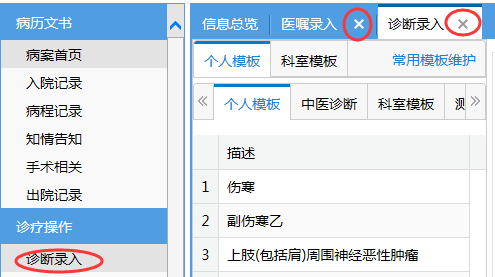 病历文书
病案首页
入院记录
病程记录
知情告知
手术相关
出院记录
诊疗操作
诊断录入
信息总览 医嘱录入 × 诊断录入 ×
个人模板 科室模板 常用模板维护
« 个人模板 中医诊断 科室模板 »
描述
1 伤寒
2 副伤寒乙
3 上肢(包括肩)周围神经恶性肿瘤